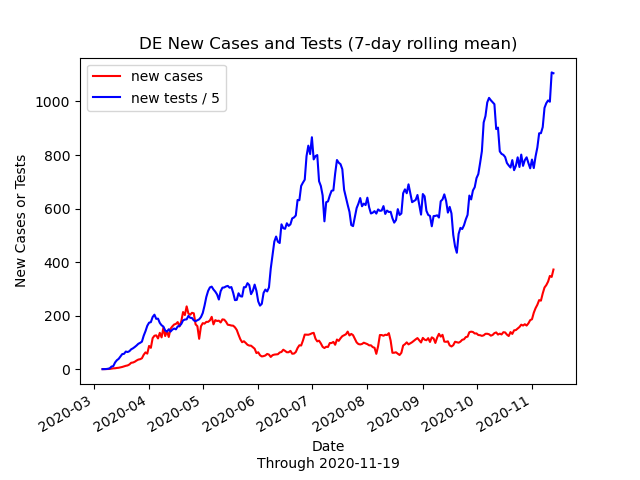 DE New Cases and Tests (7-day rolling mean)
new cases
new tests / 5
New Cases or Tests
1000
800
600
400
200
0
2020-03
2020-04
2020-05
2020-06
2020-07
2020-08
2020-09
2020-10
2020-11
Date
Through 2020-11-19